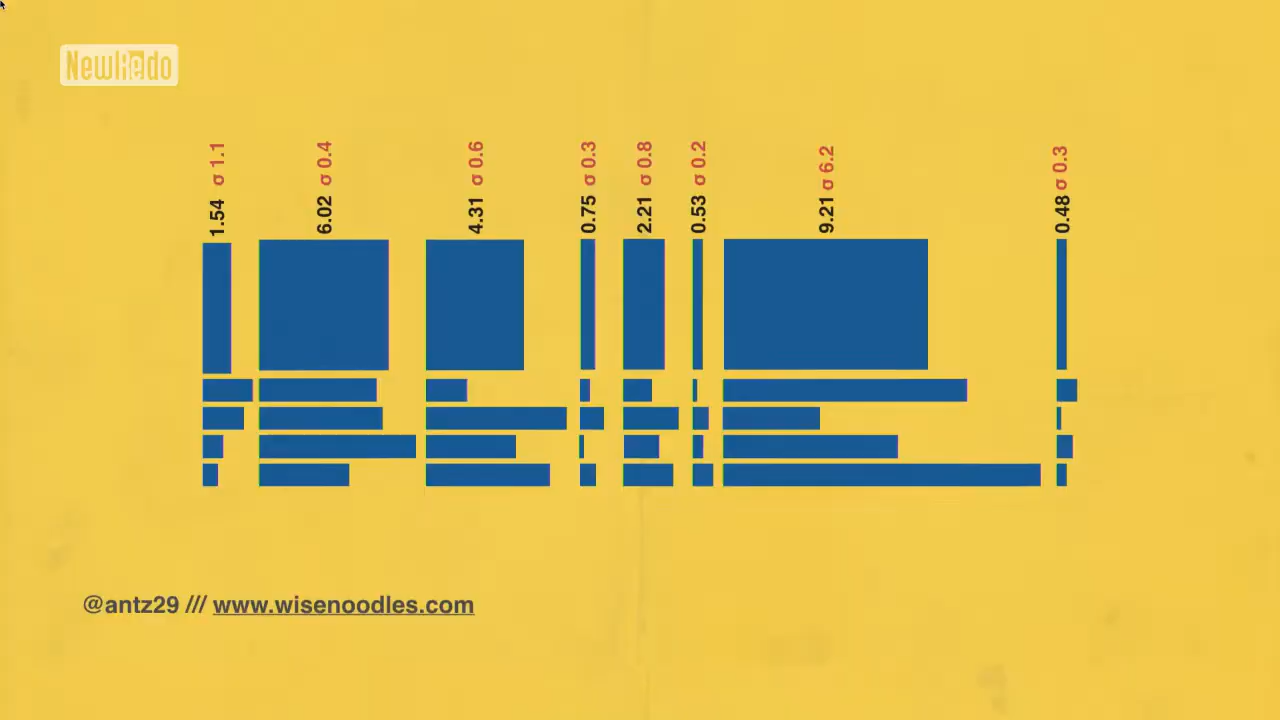 NewRedo
1.54 σ 1.1
6.02 σ 0.4
4.31 σ 0.6
0.75 σ 0.3
2.21 σ 0.8
0.53 σ 0.2
9.21 σ 6.2
0.48 σ 0.3
@antz29 /// www.wisenoodles.com